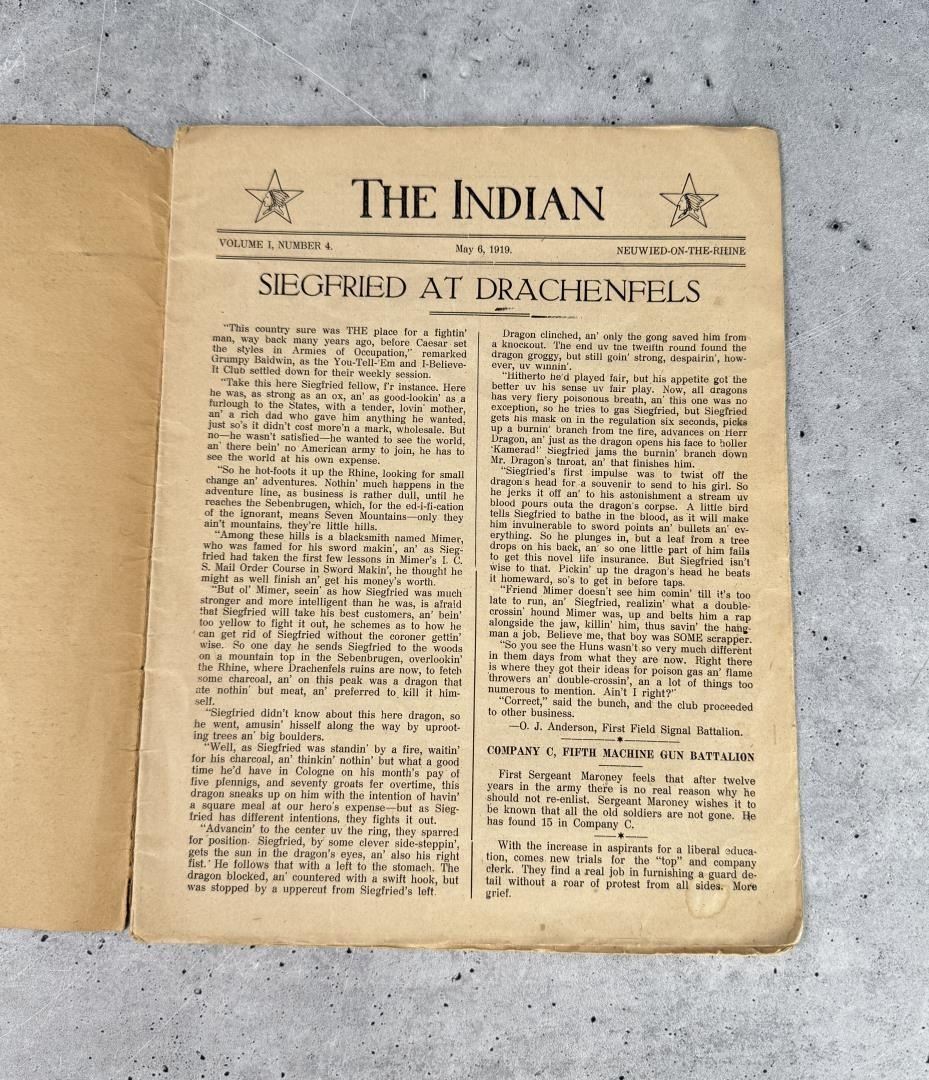 THE INDIAN
VOLUME I, NUMBER 4.
May 6, 1919.
NEUWIED-ON-THE-RHINE
SIEGFRIED AT DRACHENFELS
"This country sure was THE place for a fightin'
man, way back many years ago, before Caesar set
the styles in Armies of Occupation," remarked
Grumpy Baldwin, as the You-Tell-'Em and I-Believe-
It Club settled down for their weekly session.
"Take this here Siegfried fellow, f'r instance. Here
he was, as strong as an ox, an' as good-lookin' as a
furlough to the States, with a tender, lovin' mother,
an' a rich dad who gave him anything he wanted,
just so's it didn't cost more'n a mark, wholesale. But
no—he wasn't satisfied—he wanted to see the world,
an' there bein' no American army to join, he has to
see the world at his own expense.
"So he hot-foots it up the Rhine, looking for small
change an' adventures. Nothin' much happens in the
adventure line, as business is rather dull, until he
reaches the Sebenbrugen, which, for the ed-i-fi-cation
of the ignorant, means Seven Mountains—only they
ain't mountains, they're little hills.
"Among these hills is a blacksmith named Mimer,
who was famed for his sword makin', an' as Sieg-
fried had taken the first few lessons in Mimer's I. C.
S. Mail Order Course in Sword Makin', he thought he
might as well finish an' get his money's worth.
"But ol' Mimer, seein' as how Siegfried was much
stronger and more intelligent than he was, is afraid
that Siegfried will take his best customers, an' bein'
too yellow to fight it out, he schemes as to how he
can get rid of Siegfried without the coroner gettin'
wise. So one day he sends Siegfried to the woods
on a mountain top in the Sebenbrugen, overlookin'
the Rhine, where Drachenfels ruins are now, to fetch
some charcoal, an' on this peak was a dragon that
ate nothin' but meat, an' preferred to kill it him-
self.
"Siegfried didn't know about this here dragon, so
he went, amusin' hisself along the way by uproot-
ing trees an' big boulders.
"Well, as Siegfried was standin' by a fire, waitin'
for his charcoal, an' thinkin' nothin' but what a good
time he'd have in Cologne on his month's pay of
five pfennigs, and seventy groats fer overtime, this
dragon sneaks up on him with the intention of havin'
a square meal at our hero's expense—but as Sieg-
fried has different intentions, they fights it out.
"Advancin' to the center uv the ring, they sparred
for position. Siegfried, by some clever side-steppin',
gets the sun in the dragon's eyes, an' also his right
fist. He follows that with a left to the stomach. The
dragon blocked, an' countered with a swift hook, but
was stopped by a uppercut from Siegfried's left.
Dragon clinched, an' only the gong saved him from
a knockout. The end uv the twelfth round found the
dragon groggy, but still goin' strong, despairin', how-
ever, uv winnin'.
"Hitherto he'd played fair, but his appetite got the
better uv his sense uv fair play. Now, all dragons
has very fiery poisonous breath, an' this one was no
exception, so he tries to gas Siegfried, but Siegfried
gets his mask on in the regulation six seconds, picks
up a burnin' branch from the fire, advances on Herr
Dragon, an' just as the dragon opens his face to holler
'Kamerad!' Siegfried jams the burnin' branch down
Mr. Dragon's throat, an' that finishes him.
"Siegfried's first impulse was to twist off the
dragon's head for a souvenir to send to his girl. So
he jerks it off an' to his astonishment a stream uv
blood pours outa the dragon's corpse. A little bird
tells Siegfried to bathe in the blood, as it will make
him invulnerable to sword points an' bullets an' ev-
erything. So he plunges in, but a leaf from a tree
drops on his back, an' so one little part of him fails
to get this novel life insurance. But Siegfried isn't
wise to that. Pickin' up the dragon's head he beats
it homeward, so's to get in before taps.
"Friend Mimer doesn't see him comin' till it's too
late to run, an' Siegfried, realizin' what a double-
crossin' hound Mimer was, up and belts him a rap
alongside the jaw, killin' him, thus savin' the hang-
man a job. Believe me, that boy was SOME scrapper.
"So you see the Huns wasn't so very much different
in them days from what they are now. Right there
is where they got their ideas for poison gas an' flame
throwers an' double-crossin', an a lot of things too
numerous to mention. Ain't I right?"
"Correct," said the bunch, and the club proceeded
to other business.
—O. J. Anderson, First Field Signal Battalion.
COMPANY C, FIFTH MACHINE GUN BATTALION
First Sergeant Maroney feels that after twelve
years in the army there is no real reason why he
should not re-enlist. Sergeant Maroney wishes it to
be known that all the old soldiers are not gone. He
has found 15 in Company C.
With the increase in aspirants for a liberal educa-
tion, comes new trials for the "top" and company
clerk. They find a real job in furnishing a guard de-
tail without a roar of protest from all sides. More
grief.